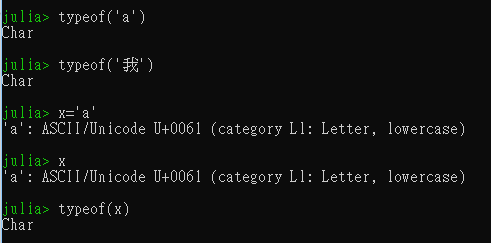 julia> typeof('a')
Char
julia> typeof('我')
Char
julia> x='a'
'a': ASCII/Unicode U+0061 (category Ll: Letter, lowercase)
julia> x
'a': ASCII/Unicode U+0061 (category Ll: Letter, lowercase)
julia> typeof(x)
Char